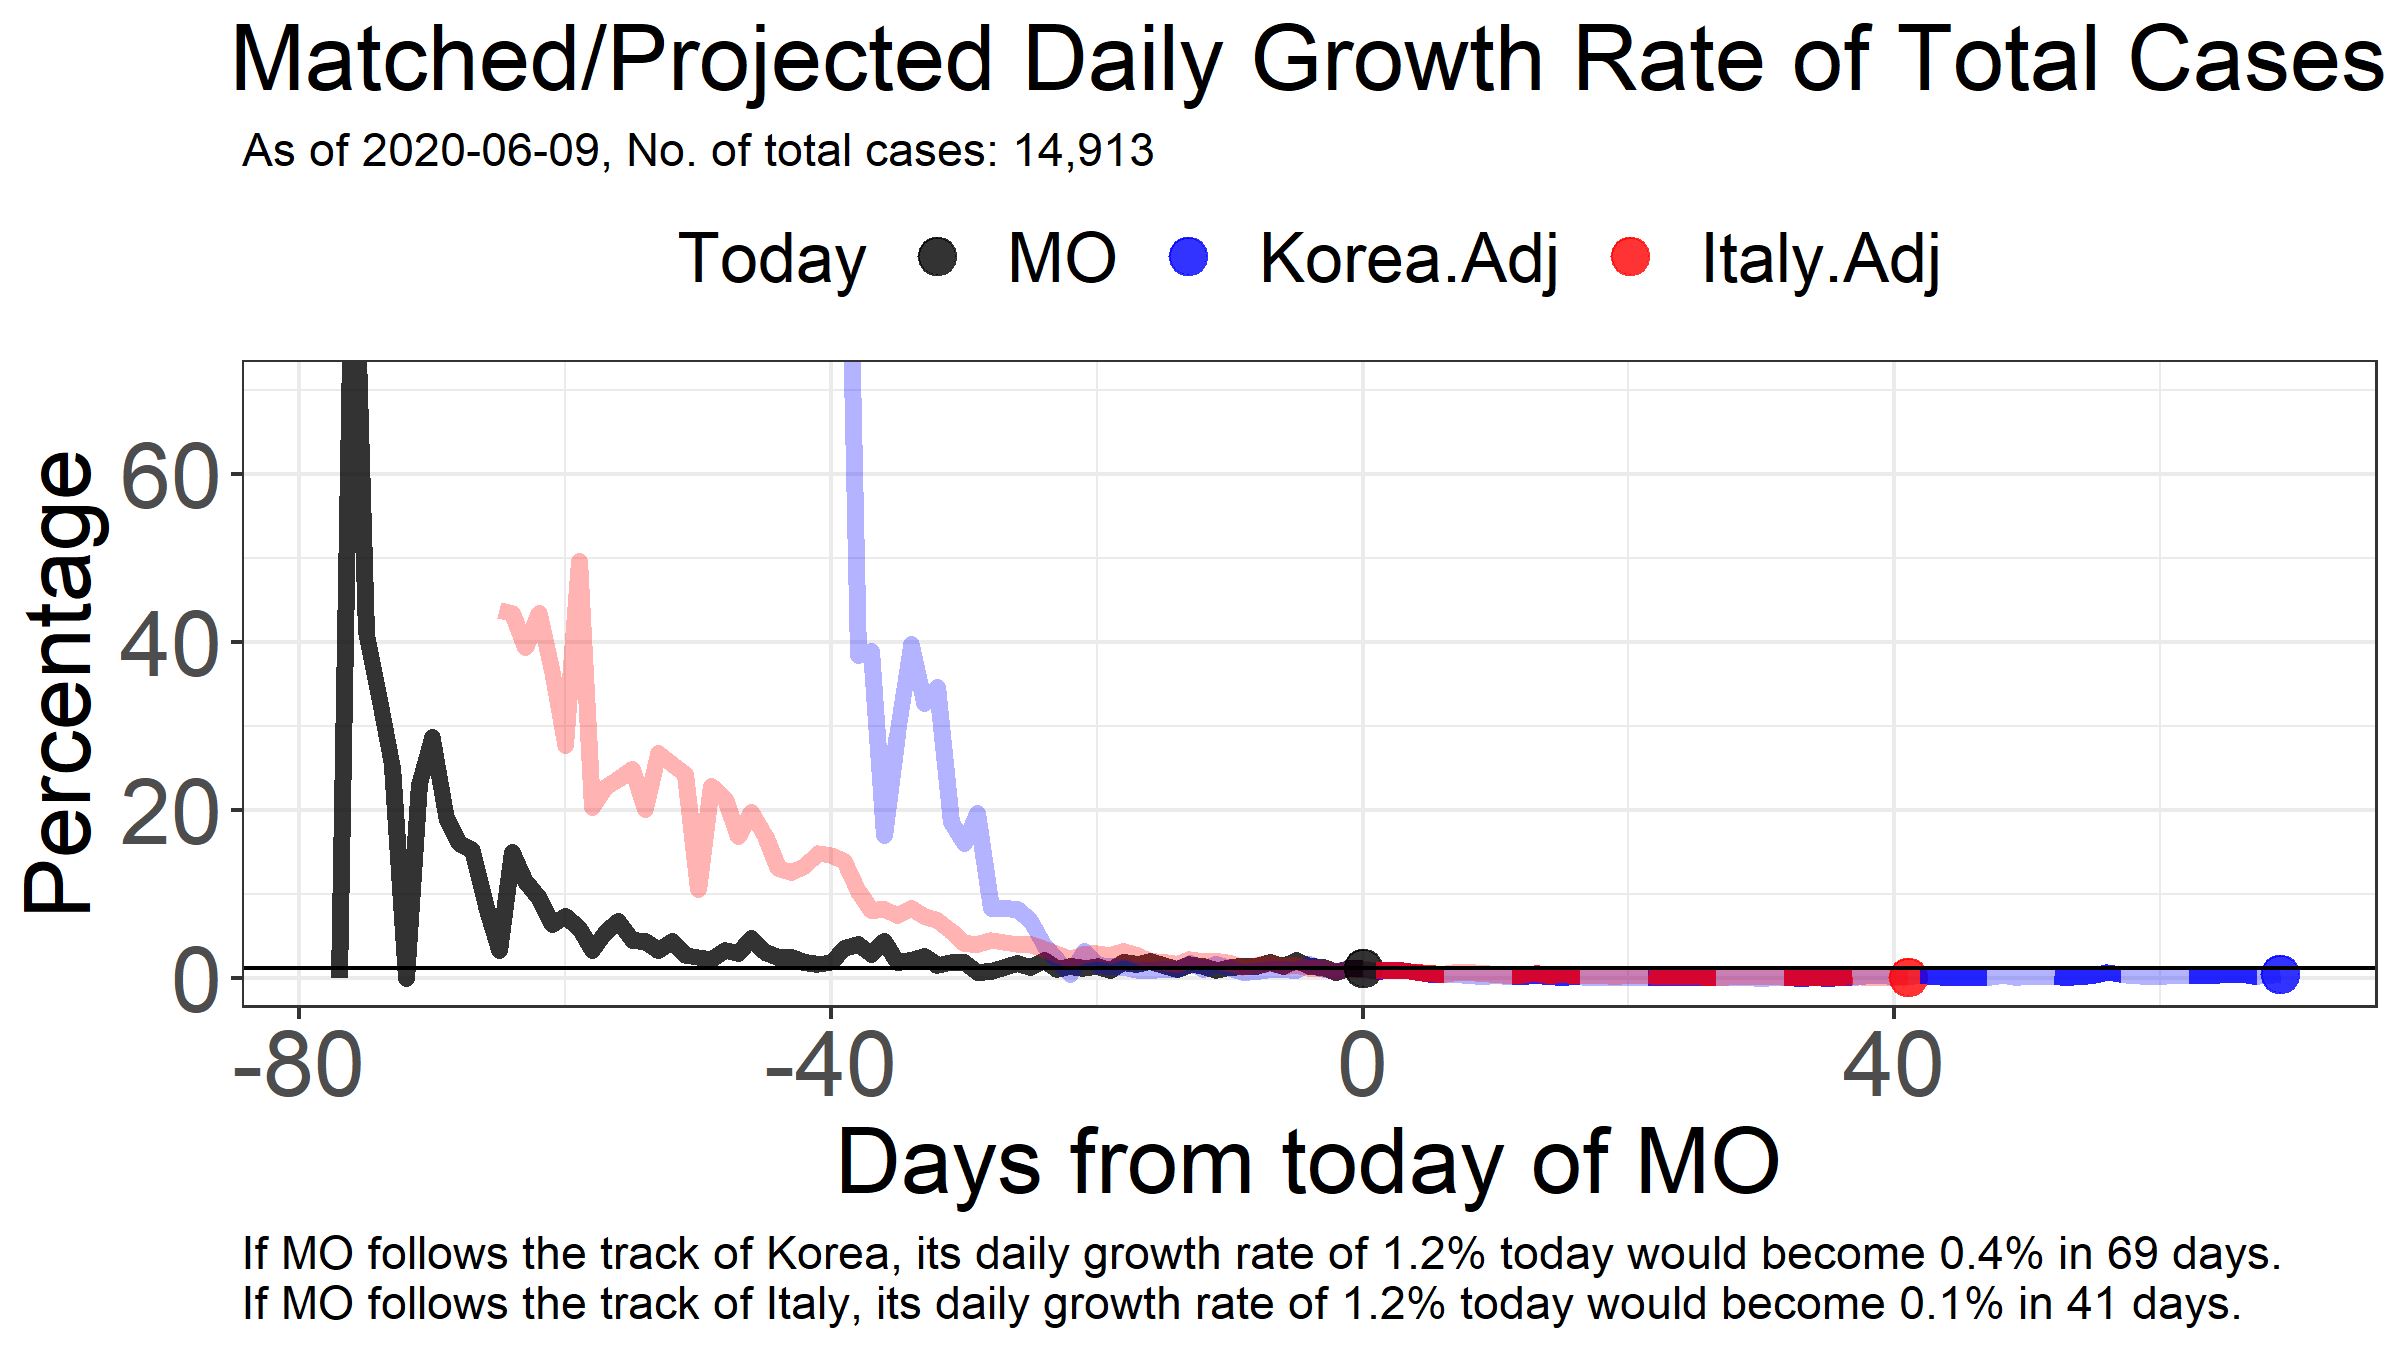 Matched/Projected Daily Growth Rate of Total Cases
As of 2020-06-09, No. of total cases: 14,913
Today MO Korea.Adj Italy.Adj
Percentage
60
40
20
0
-80 -40 0 40
Days from today of MO
If MO follows the track of Korea, its daily growth rate of 1.2% today would become 0.4% in 69 days.
If MO follows the track of Italy, its daily growth rate of 1.2% today would become 0.1% in 41 days.